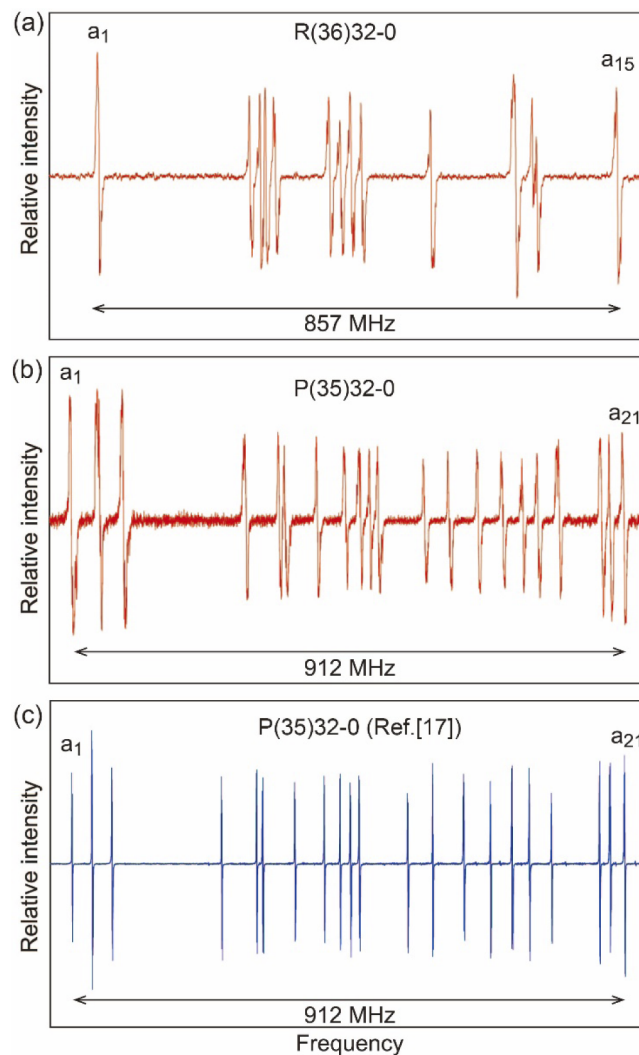 (a)
R(36)32-0
a1
a15
Relative intensity
857 MHz
(b)
a1
P(35)32-0
a21
Relative intensity
912 MHz
(c)
P(35)32-0 (Ref.[17])
a1
a21
Relative intensity
912 MHz
Frequency